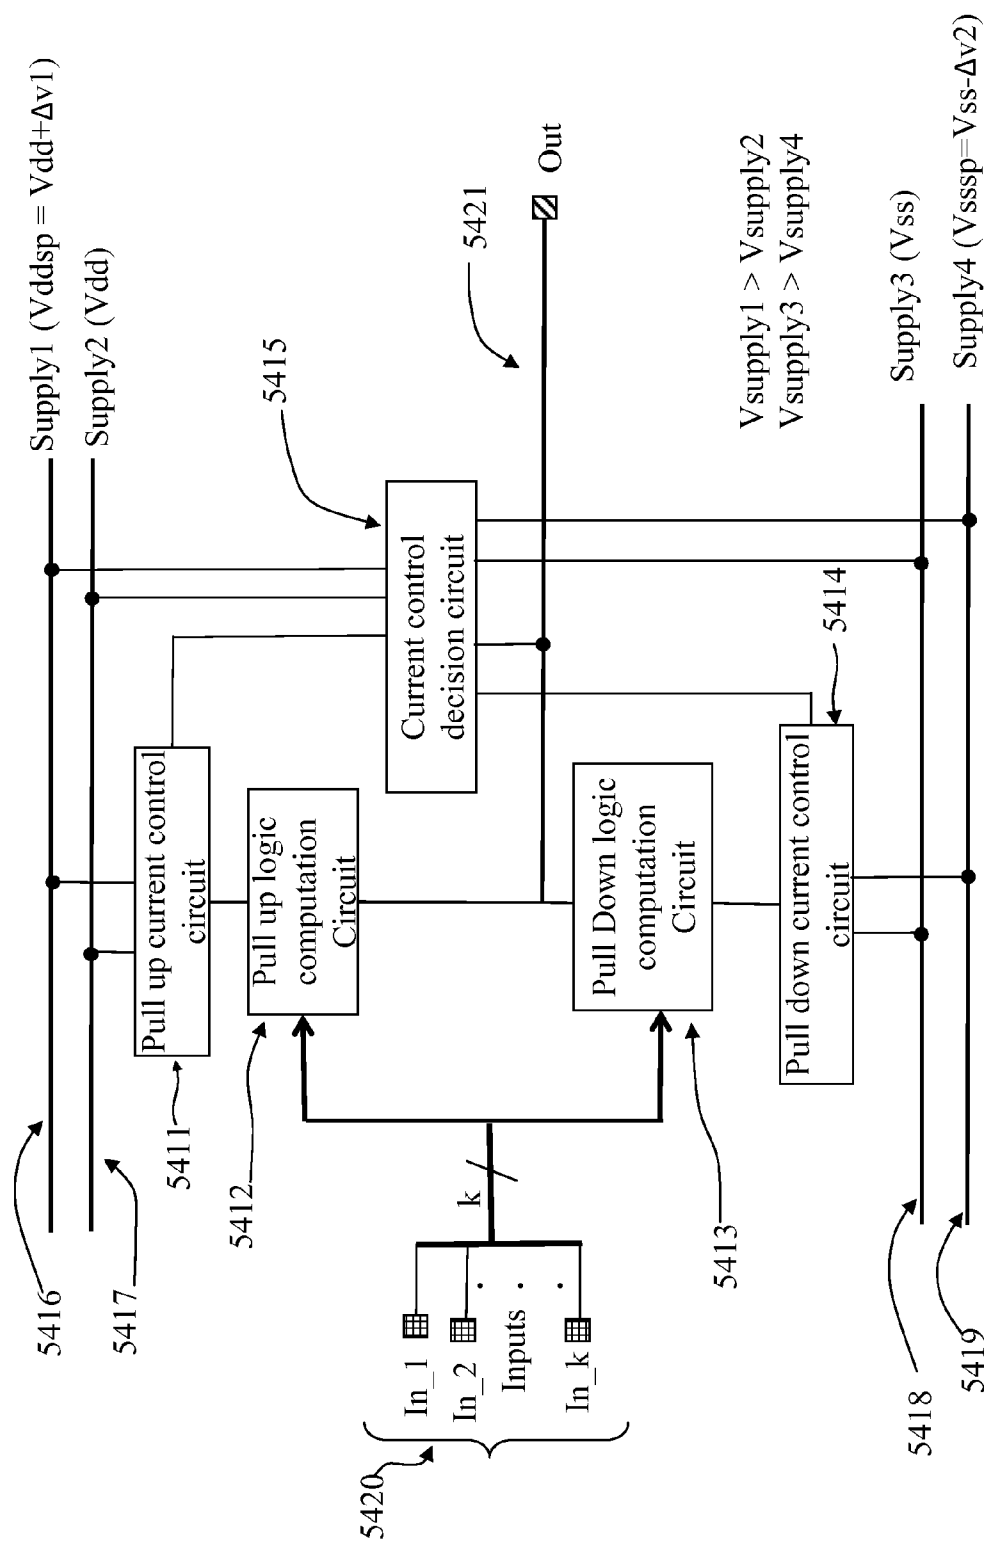 Supply1 (Vddsp = Vdd+Δv1)
Supply2 (Vdd)
5416
5417
5411
Pull up current control
circuit
5412
Pull up logic
computation
Circuit
5415
Current control
decision circuit
5421
Out
5420
In_1
In_2
Inputs
In_k
k
5413
Pull Down logic
computation
Circuit
5414
Pull down current control
circuit
Vsupply1 > Vsupply2
Vsupply3 > Vsupply4
5418
5419
Supply3 (Vss)
Supply4 (Vsssp=Vss-Δv2)